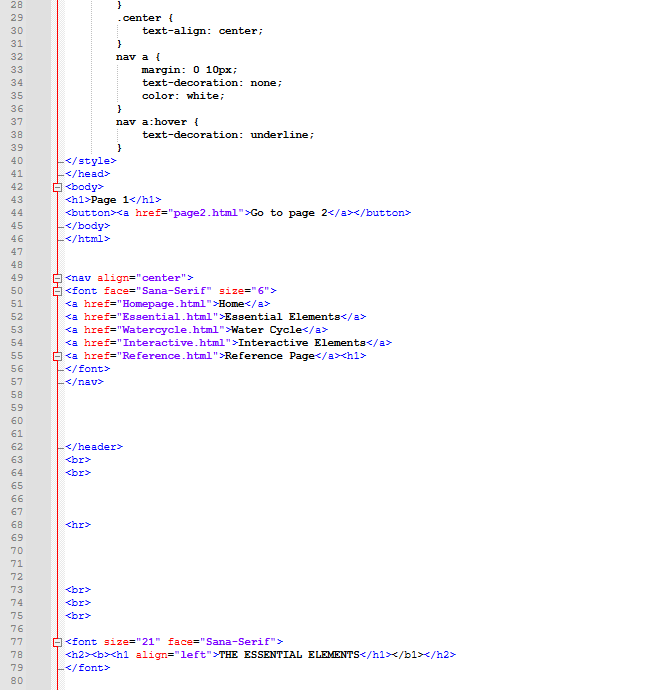 28 }
29 .center {
30 text-align: center;
31 }
32 nav a {
33 margin: 0 10px;
34 text-decoration: none;
35 color: white;
36 }
37 nav a:hover {
38 text-decoration: underline;
39 }
40 </style>
41 </head>
42 <body>
43 <h1>Page 1</h1>
44 <button><a href="page2.html">Go to page 2</a></button>
45 </body>
46 </html>
47
48
49 <nav align="center">
50 <font face="Sana-Serif" size="6">
51 <a href="Homepage.html">Home</a>
52 <a href="Essential.html">Essential Elements</a>
53 <a href="Watercycle.html">Water Cycle</a>
54 <a href="Interactive.html">Interactive Elements</a>
55 <a href="Reference.html">Reference Page</a><h1>
56 </font>
57 </nav>
58
59
60
61
62 </header>
63 <br>
64 <br>
65
66
67
68 <hr>
69
70
71
72
73 <br>
74 <br>
75 <br>
76
77 <font size="21" face="Sana-Serif">
78 <h2><b><h1 align="left">THE ESSENTIAL ELEMENTS</h1></b1></h2>
79 </font>
80